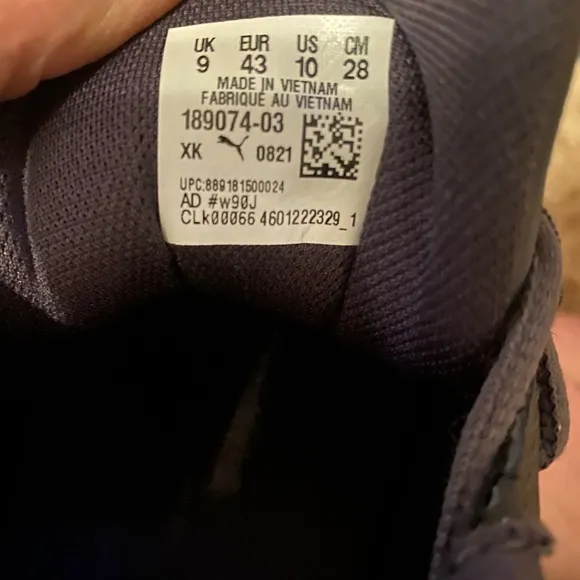 UK EUR US CM
9 43 10 28
MADE IN VIETNAM
FABRIQUE AU VIETNAM
189074-03
XK 0821
UPC:889181500024
AD #w90J
CLk00066 4601222329_1